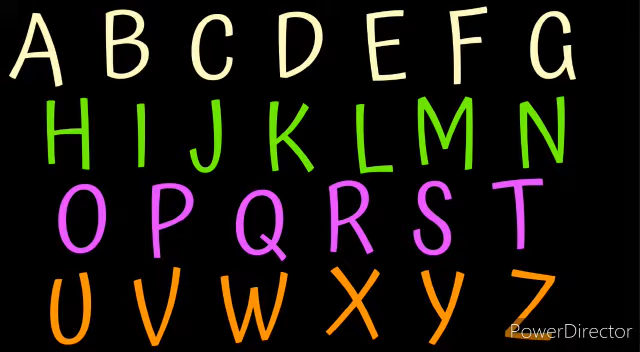 A B C D E F G
H I J K L M N
O P Q R S T
U V W X Y Z
PowerDirector